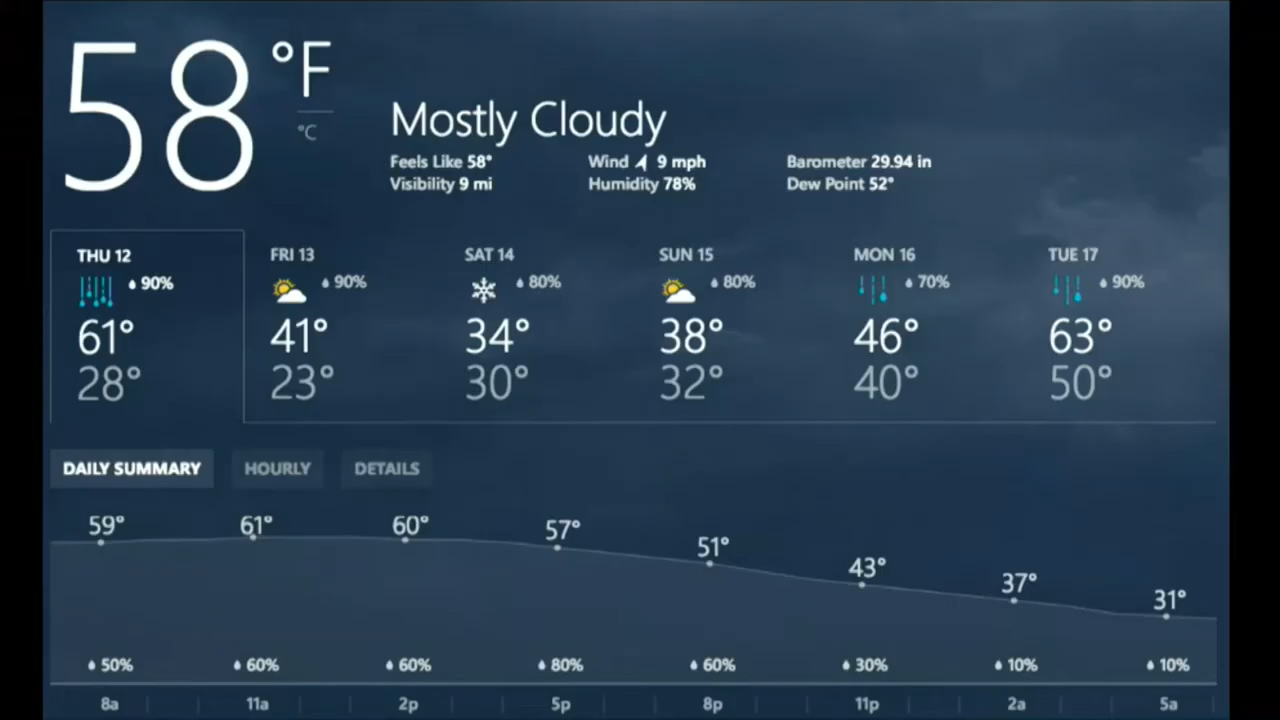 58 °F
°C
Mostly Cloudy
Feels Like 58° Wind 9 mph Barometer 29.94 in
Visibility 9 mi Humidity 78% Dew Point 52°
THU 12 FRI 13 SAT 14 SUN 15 MON 16 TUE 17
90% 90% 80% 80% 70% 90%
61° 41° 34° 38° 46° 63°
28° 23° 30° 32° 40° 50°
DAILY SUMMARY HOURLY DETAILS
59° 61° 60° 57° 51° 43° 37° 31°
50% 60% 60% 80% 60% 30% 10% 10%
8a 11a 2p 5p 8p 11p 2a 5a